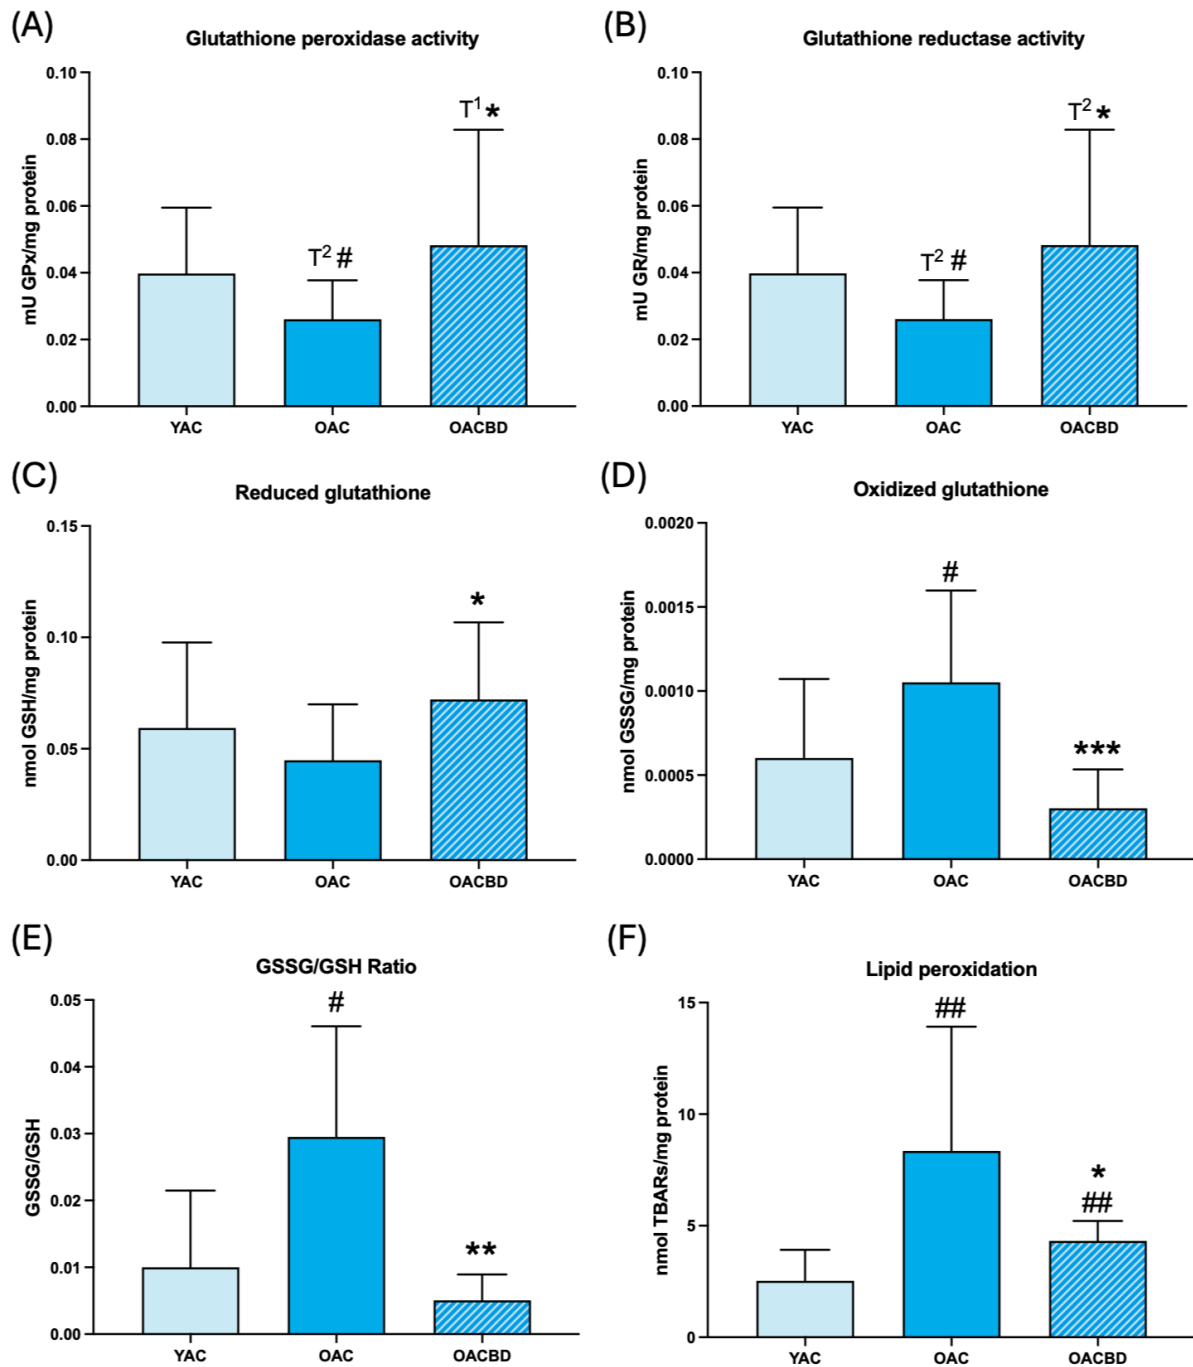 (A)
Glutathione peroxidase activity
mU GPx/mg protein
0.10
0.08
0.06
0.04
0.02
0.00
T² #
T¹ *
YAC OAC OACBD
(B)
Glutathione reductase activity
mU GR/mg protein
0.10
0.08
0.06
0.04
0.02
0.00
T² #
T² *
YAC OAC OACBD
(C)
Reduced glutathione
nmol GSH/mg protein
0.15
0.10
0.05
0.00
*
YAC OAC OACBD
(D)
Oxidized glutathione
nmol GSSG/mg protein
0.0020
0.0015
0.0010
0.0005
0.0000
#
***
YAC OAC OACBD
(E)
GSSG/GSH Ratio
GSSG/GSH
0.05
0.04
0.03
0.02
0.01
0.00
#
**
YAC OAC OACBD
(F)
Lipid peroxidation
nmol TBARs/mg protein
15
10
5
0
##
*
##
YAC OAC OACBD